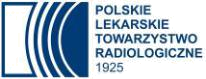 POLSKIE
LEKARSKIE
TOWARZYSTWO
RADIOLOGICZNE
1925